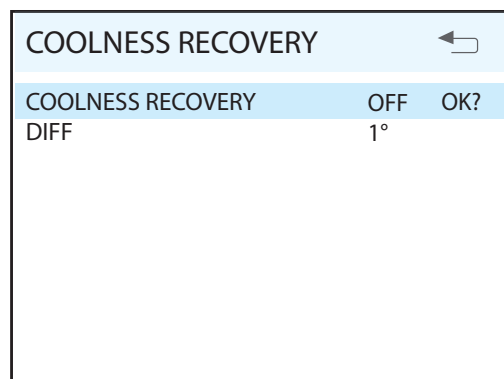 COOLNESS RECOVERY
COOLNESS RECOVERY OFF OK?
DIFF 1°